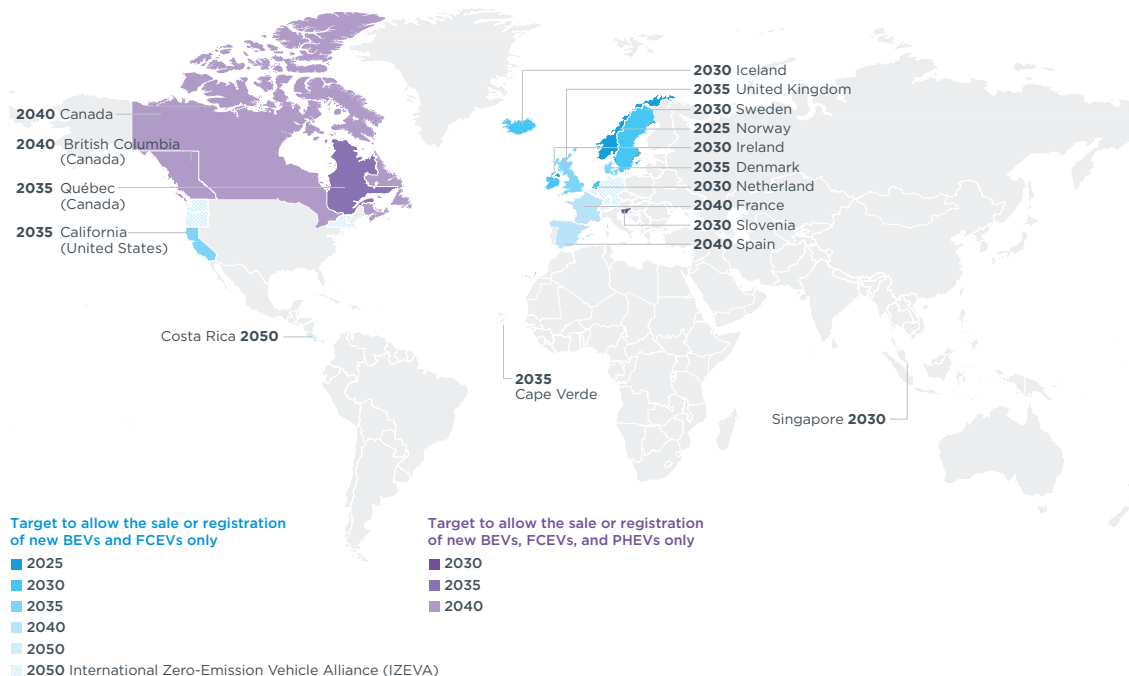 2040 Canada
2040 British Columbia
(Canada)
2035 Québec
(Canada)
2035 California
(United States)
Costa Rica 2050
2030 Iceland
2035 United Kingdom
2030 Sweden
2025 Norway
2030 Ireland
2035 Denmark
2030 Netherland
2040 France
2030 Slovenia
2040 Spain
2035
Cape Verde
Singapore 2030
Target to allow the sale or registration
of new BEVs and FCEVs only
2025
2030
2035
2040
2050
2050 International Zero-Emission Vehicle Alliance (IZEVA)
Target to allow the sale or registration
of new BEVs, FCEVs, and PHEVs only
2030
2035
2040